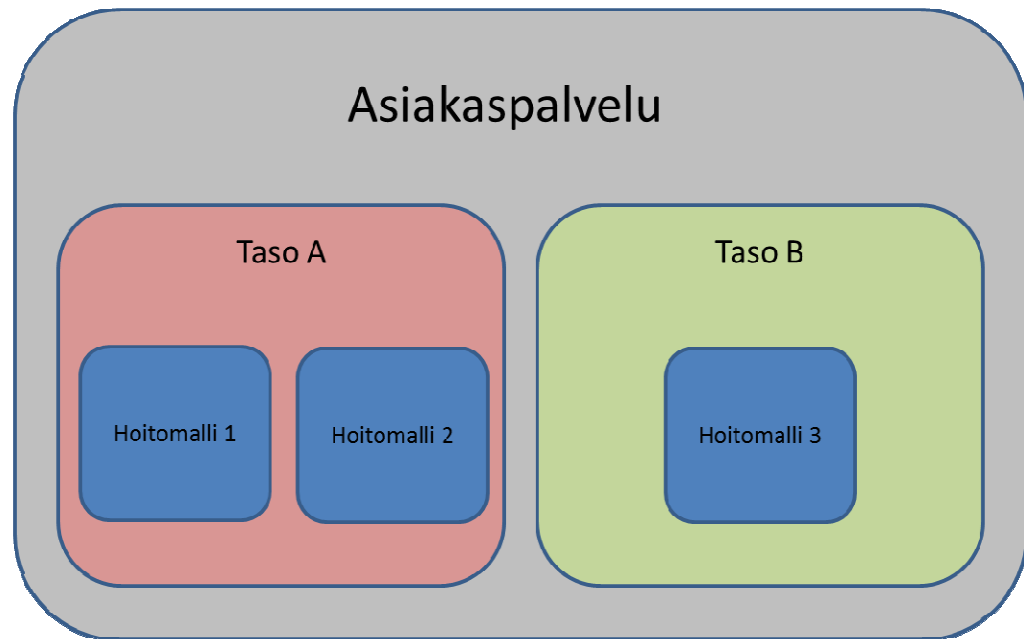 Asiakaspalvelu
Taso A
Taso B
Hoitomalli 1
Hoitomalli 2
Hoitomalli 3